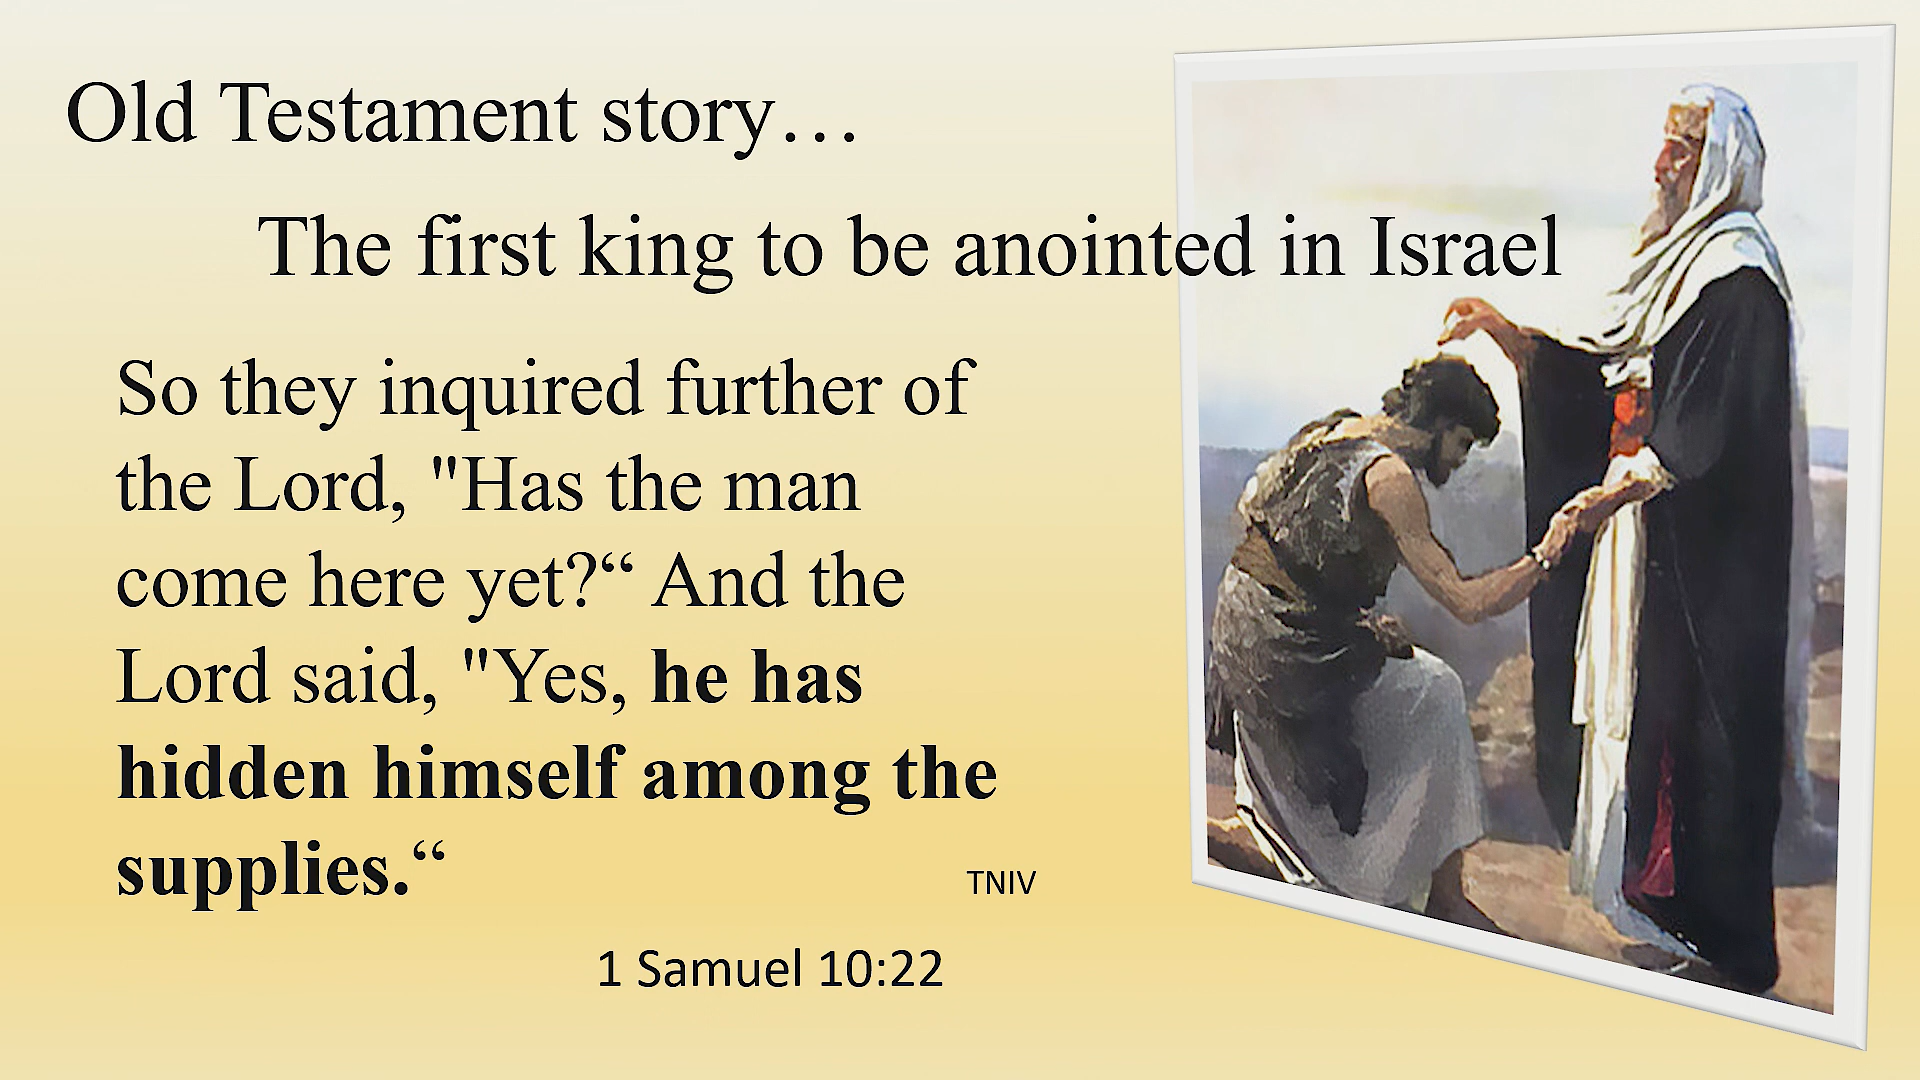 Old Testament story…
The first king to be anointed in Israel
So they inquired further of
the Lord, "Has the man
come here yet?“ And the
Lord said, "Yes, he has
hidden himself among the
supplies.“
TNIV
1 Samuel 10:22